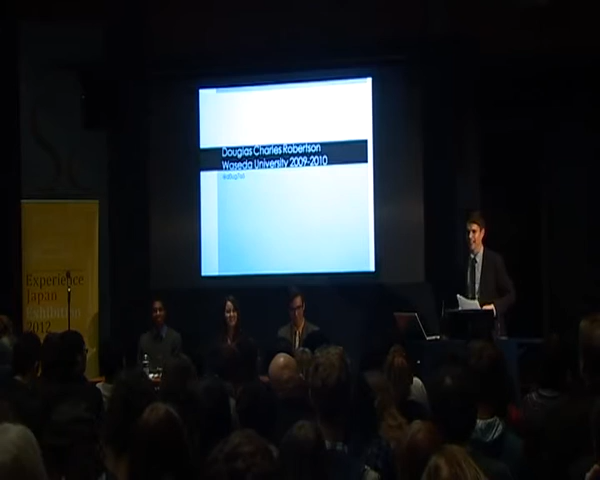 Douglas Charles Robertson
Waseda University 2009-2010
Experience
Japan
Exhibition
2012